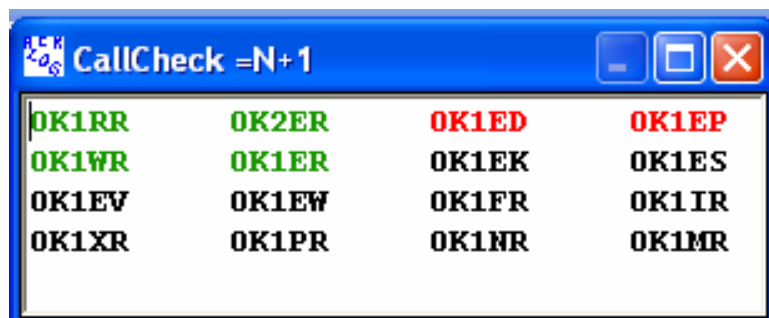 CallCheck =N+1
OK1RR OK2ER OK1ED OK1EP
OK1WR OK1ER OK1EK OK1ES
OK1EV OK1EW OK1FR OK1IR
OK1XR OK1PR OK1NR OK1MR